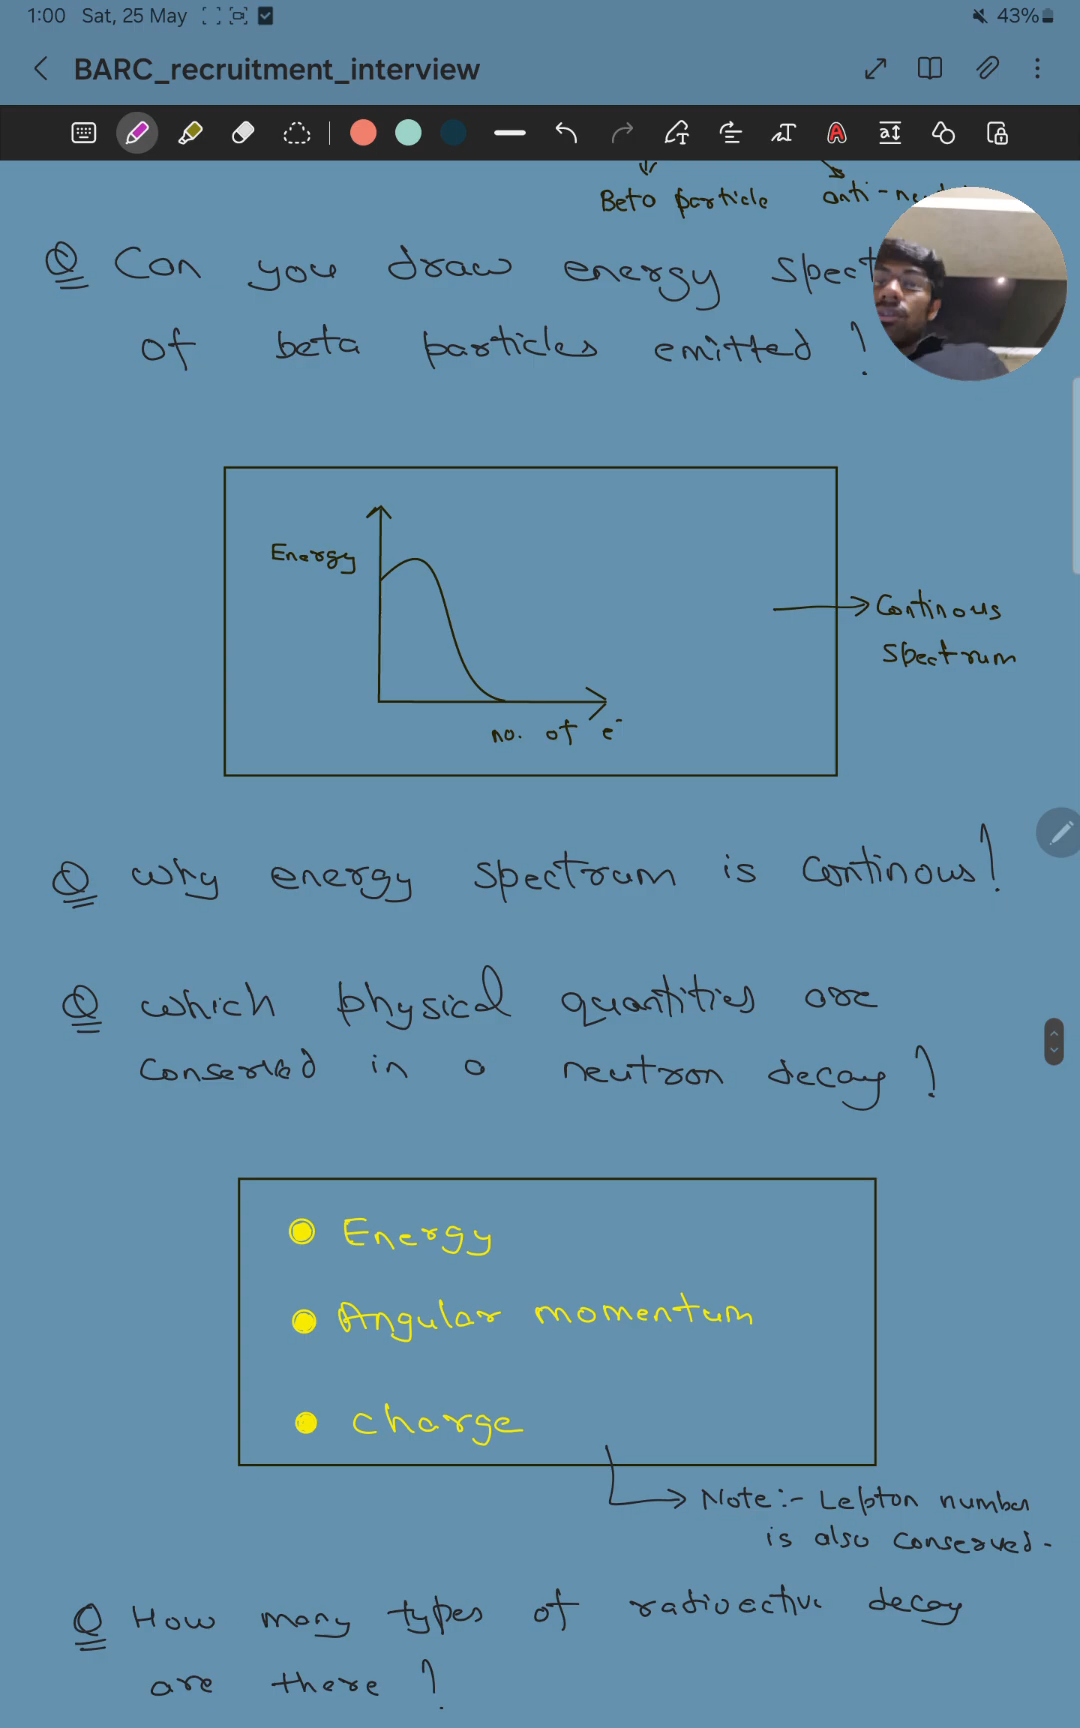 1:00 Sat, 25 May 43%
BARC_recruitment_interview
Beta particle anti-
Q Can you draw energy spect
of beta particles emitted ?
Energy
Continous
spectrum
no. of e⁻
Q why energy spectrum is continous ?
Q which physical quantities are
conserved in a neutron decay ?
Energy
Angular momentum
charge
Note:- Lepton number
is also conserved.
Q How many types of radioective decay
are there ?